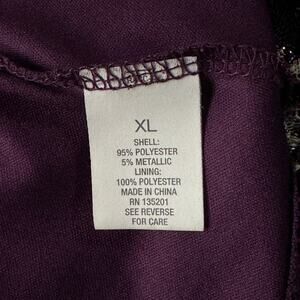 XL
SHELL:
95% POLYESTER
5% METALLIC
LINING:
100% POLYESTER
MADE IN CHINA
RN 135201
SEE REVERSE
FOR CARE